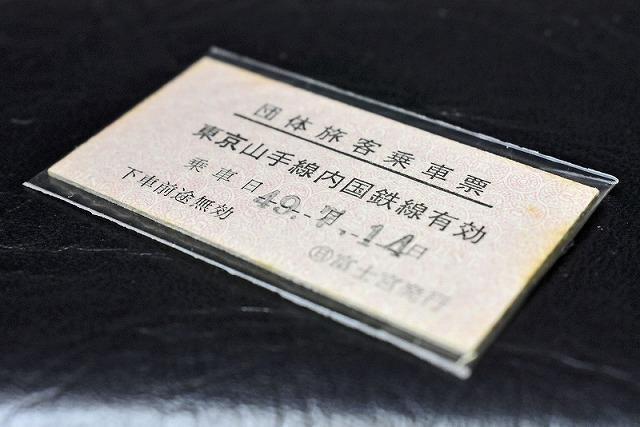 団体旅客乗車票
東京山手線内国鉄線有効
乗車日 49.-7.-14日
下車前途無効
㊐富士宮発行